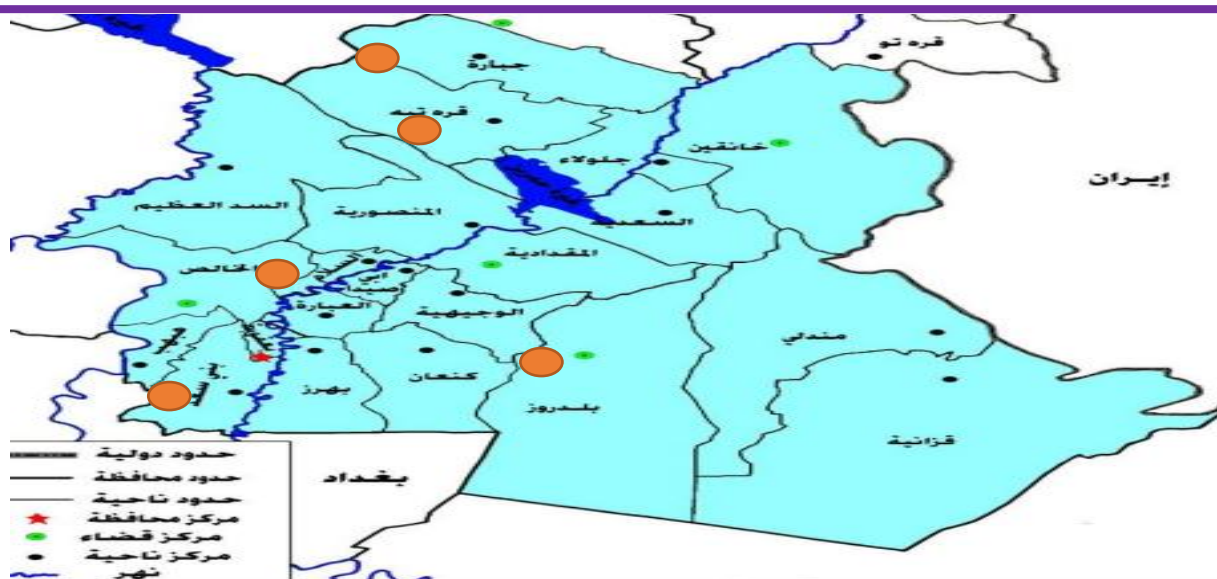 قره تو
جبارة
قره تبه
خانقين
جلولاء
إيران
السد العظيم
المنصورية
السعدية
المقدادية
الخالص
ابي
صيدا
العبارة
الوجيهية
مندلي
كنعان
بهرز
بلدروز
قزانية
بغداد
حدود دولية
حدود محافظة
حدود ناحية
مركز محافظة
مركز قضاء
مركز ناحية
نهر